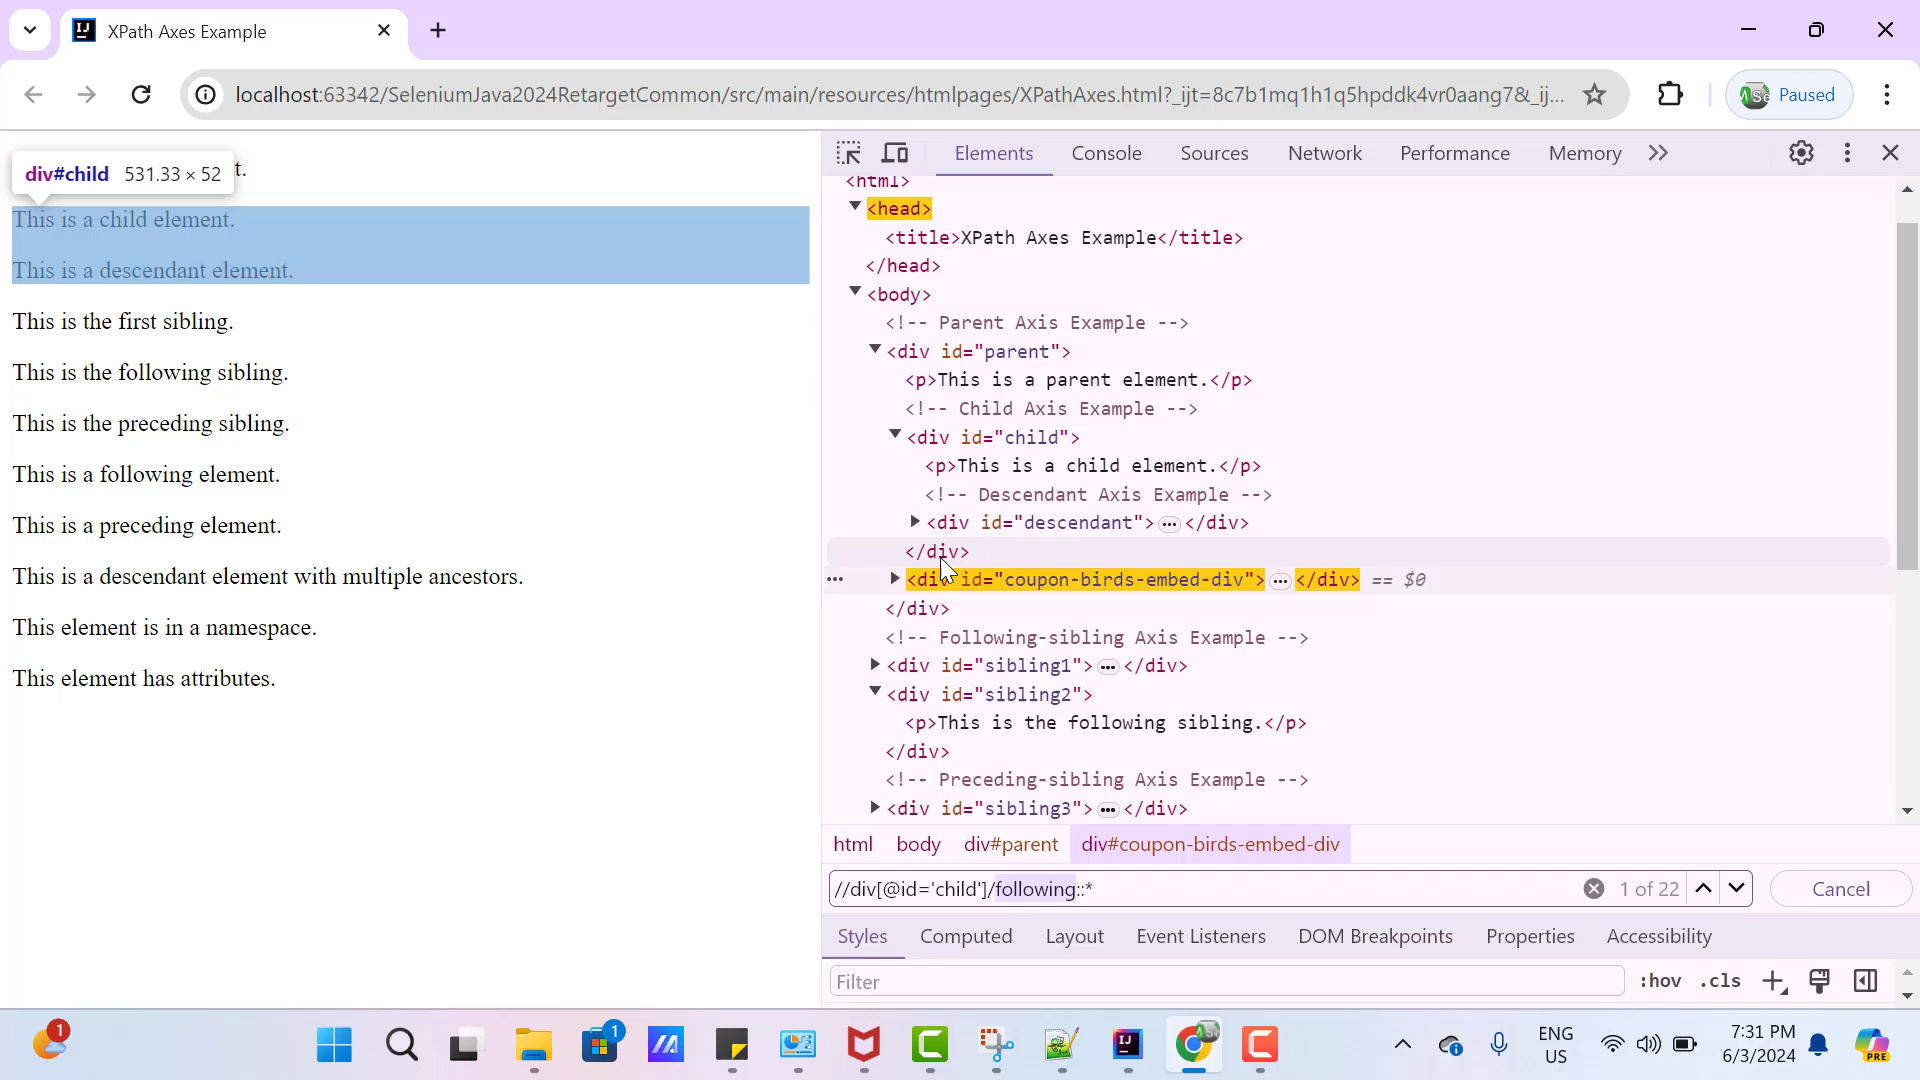 XPath Axes Example
localhost:63342/SeleniumJava2024RetargetCommon/src/main/resources/htmlpages/XPathAxes.html?_ijt=8c7b1mq1h1q5hpddk4vr0aang7&_ij...
Paused
div#child 531.33 × 52
t.
This is a child element.
This is a descendant element.
This is the first sibling.
This is the following sibling.
This is the preceding sibling.
This is a following element.
This is a preceding element.
This is a descendant element with multiple ancestors.
This element is in a namespace.
This element has attributes.
Elements Console Sources Network Performance Memory
<html>
<head>
<title>XPath Axes Example</title>
</head>
<body>
<!-- Parent Axis Example -->
<div id="parent">
<p>This is a parent element.</p>
<!-- Child Axis Example -->
<div id="child">
<p>This is a child element.</p>
<!-- Descendant Axis Example -->
<div id="descendant"> ... </div>
</div>
<div id="coupon-birds-embed-div"> ... </div> == $0
</div>
<!-- Following-sibling Axis Example -->
<div id="sibling1"> ... </div>
<div id="sibling2">
<p>This is the following sibling.</p>
</div>
<!-- Preceding-sibling Axis Example -->
<div id="sibling3"> ... </div>
html body div#parent div#coupon-birds-embed-div
//div[@id='child']/following::* 1 of 22 Cancel
Styles Computed Layout Event Listeners DOM Breakpoints Properties Accessibility
Filter :hov .cls
1
1
ENG
US
7:31 PM
6/3/2024
PRE